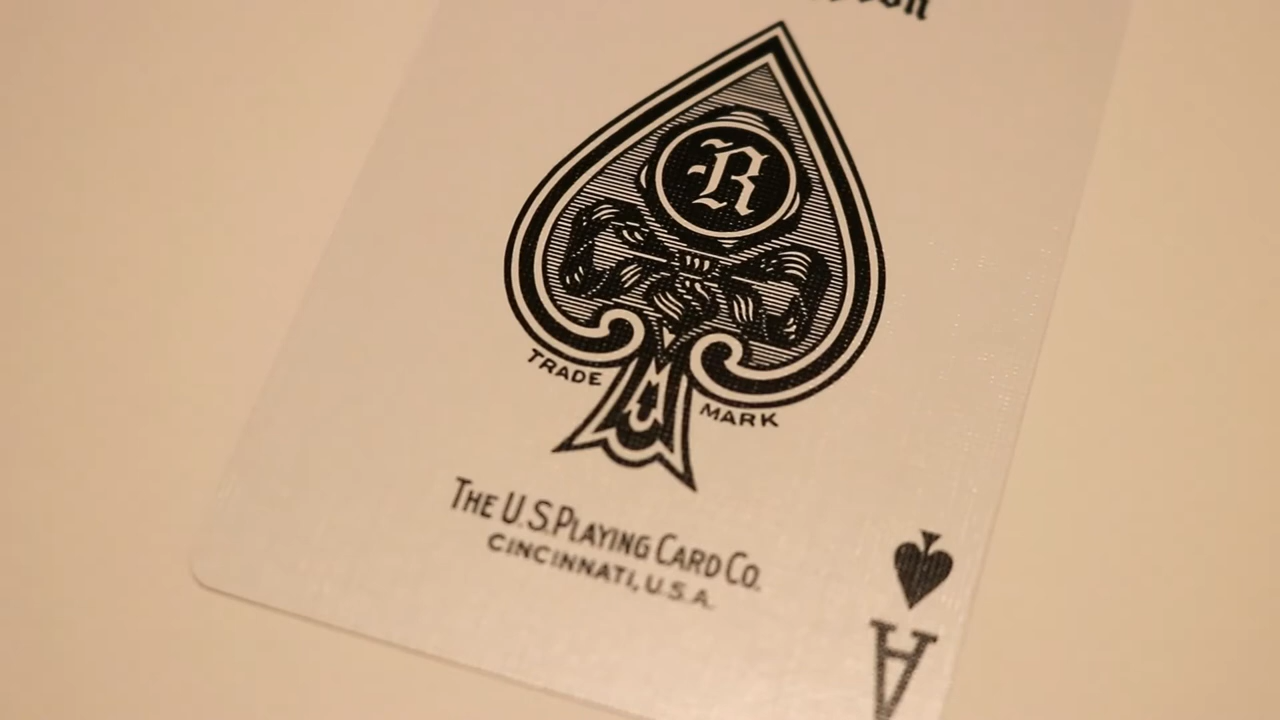 R
TRADE MARK
THE U.S. PLAYING CARD CO.
CINCINNATI, U.S.A.
A